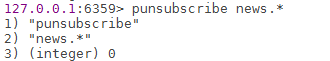 127.0.0.1:6359> punsubscribe news.*
1) "punsubscribe"
2) "news.*"
3) (integer) 0